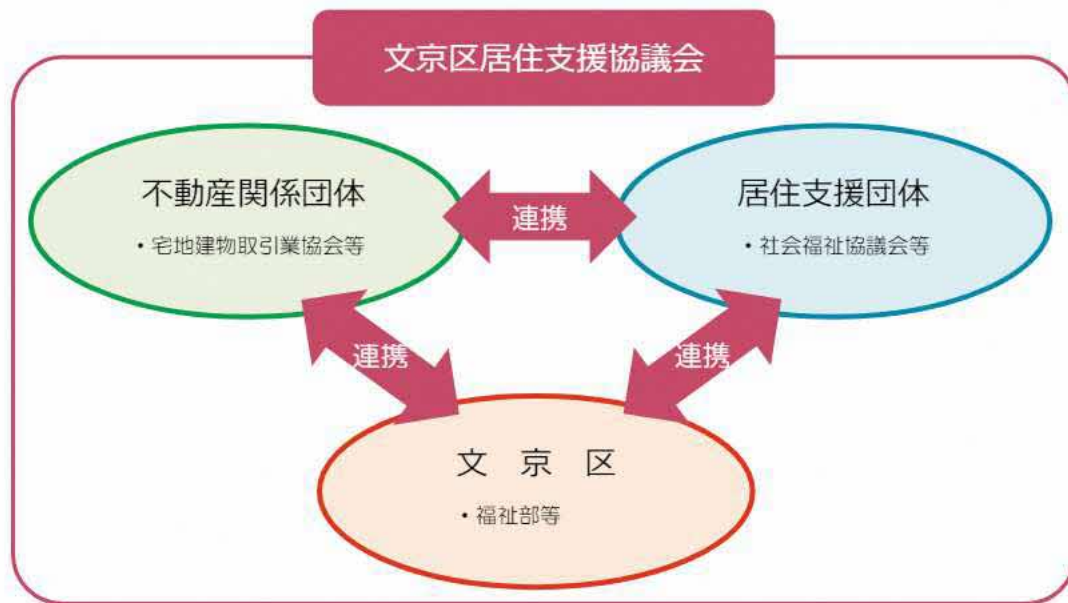 文京区居住支援協議会
不動産関係団体
・宅地建物取引業協会等
連携
居住支援団体
・社会福祉協議会等
連携
連携
文 京 区
・福祉部等